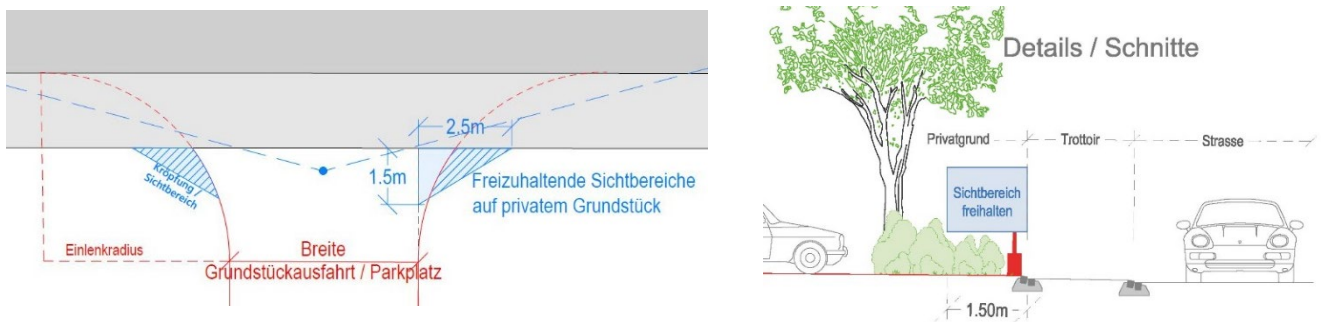 2.5m
1.5m
Kröpfung
Sichtbereich
Freizuhaltende Sichtbereiche
auf privatem Grundstück
Einlenkradius
Breite
Grundstückausfahrt / Parkplatz
Details / Schnitte
Privatgrund
Trottoir
Strasse
Sichtbereich
freihalten
1.50m